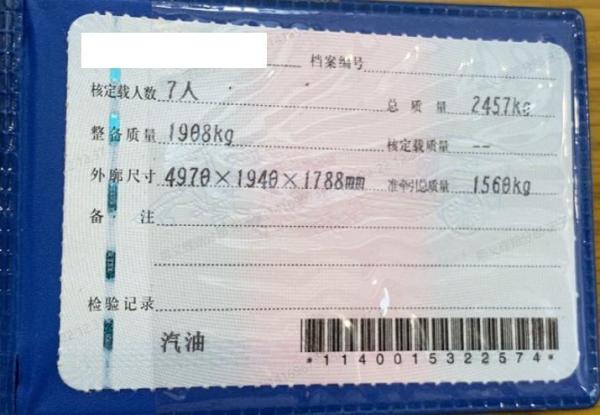 档案编号
核定载人数 7人 总质量 2457kg
整备质量 1908kg 核定载质量 --
外廓尺寸 4970×1940×1788mm 准牵引总质量 1560kg
备注
检验记录
汽油
*1140015322574*